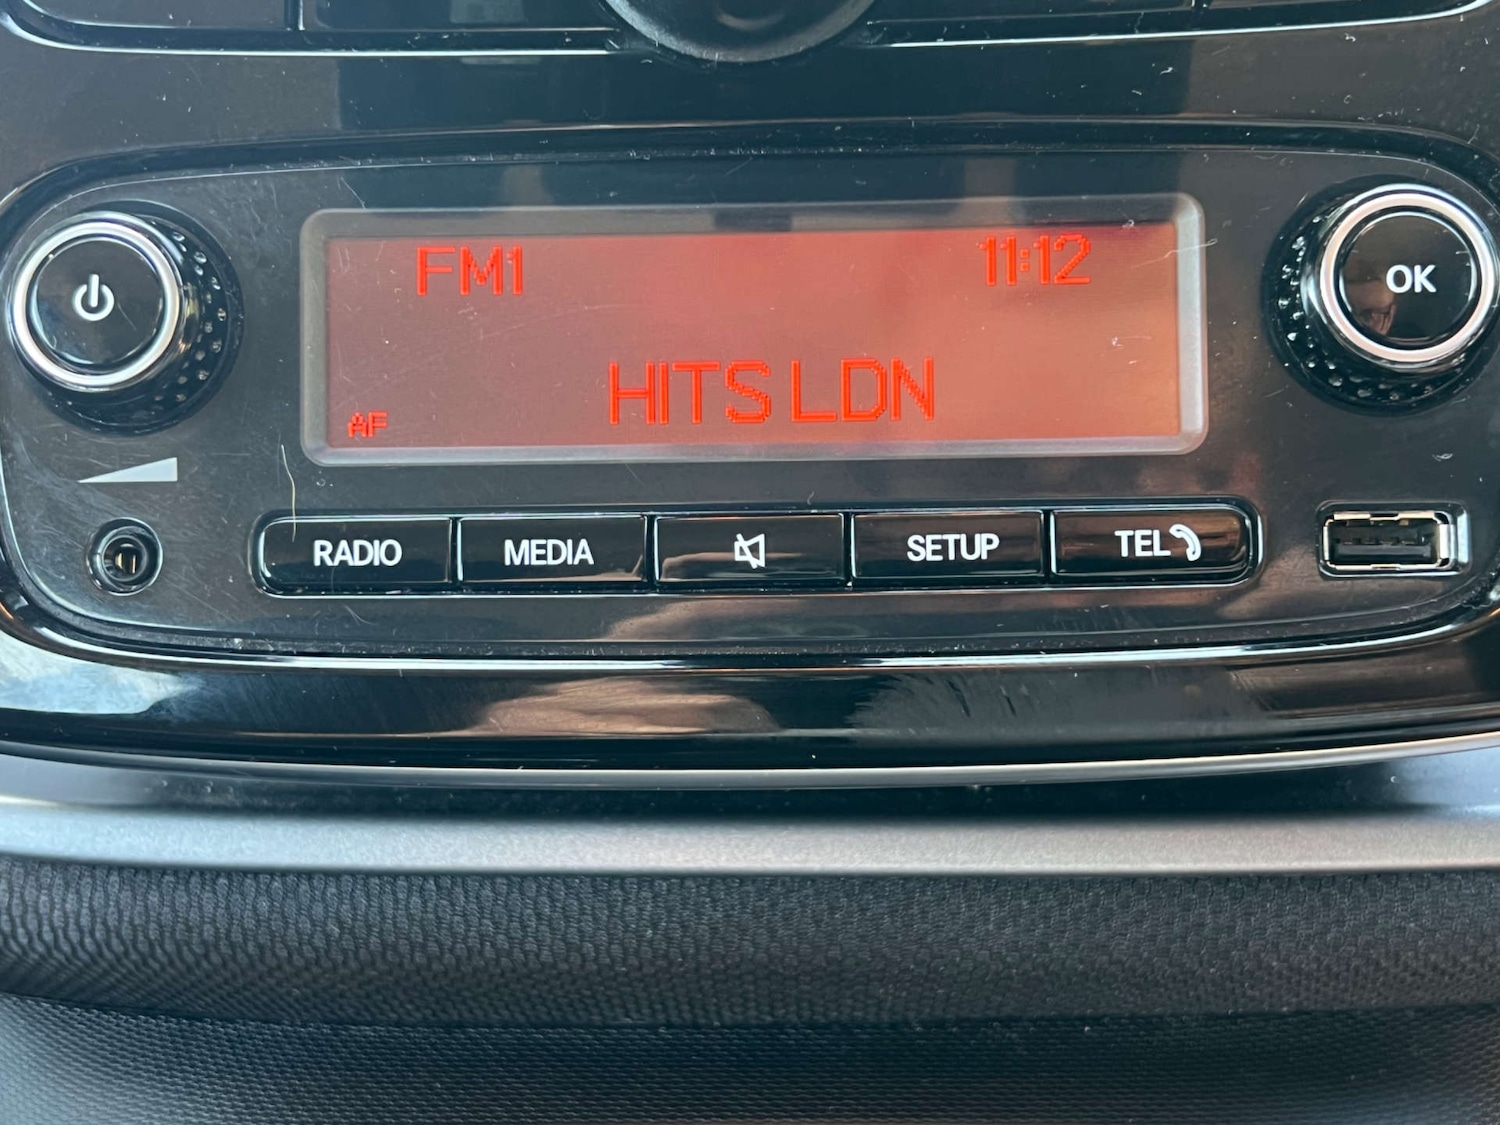 FM1 11:12
HITS LDN
AF
OK
RADIO MEDIA SETUP TEL